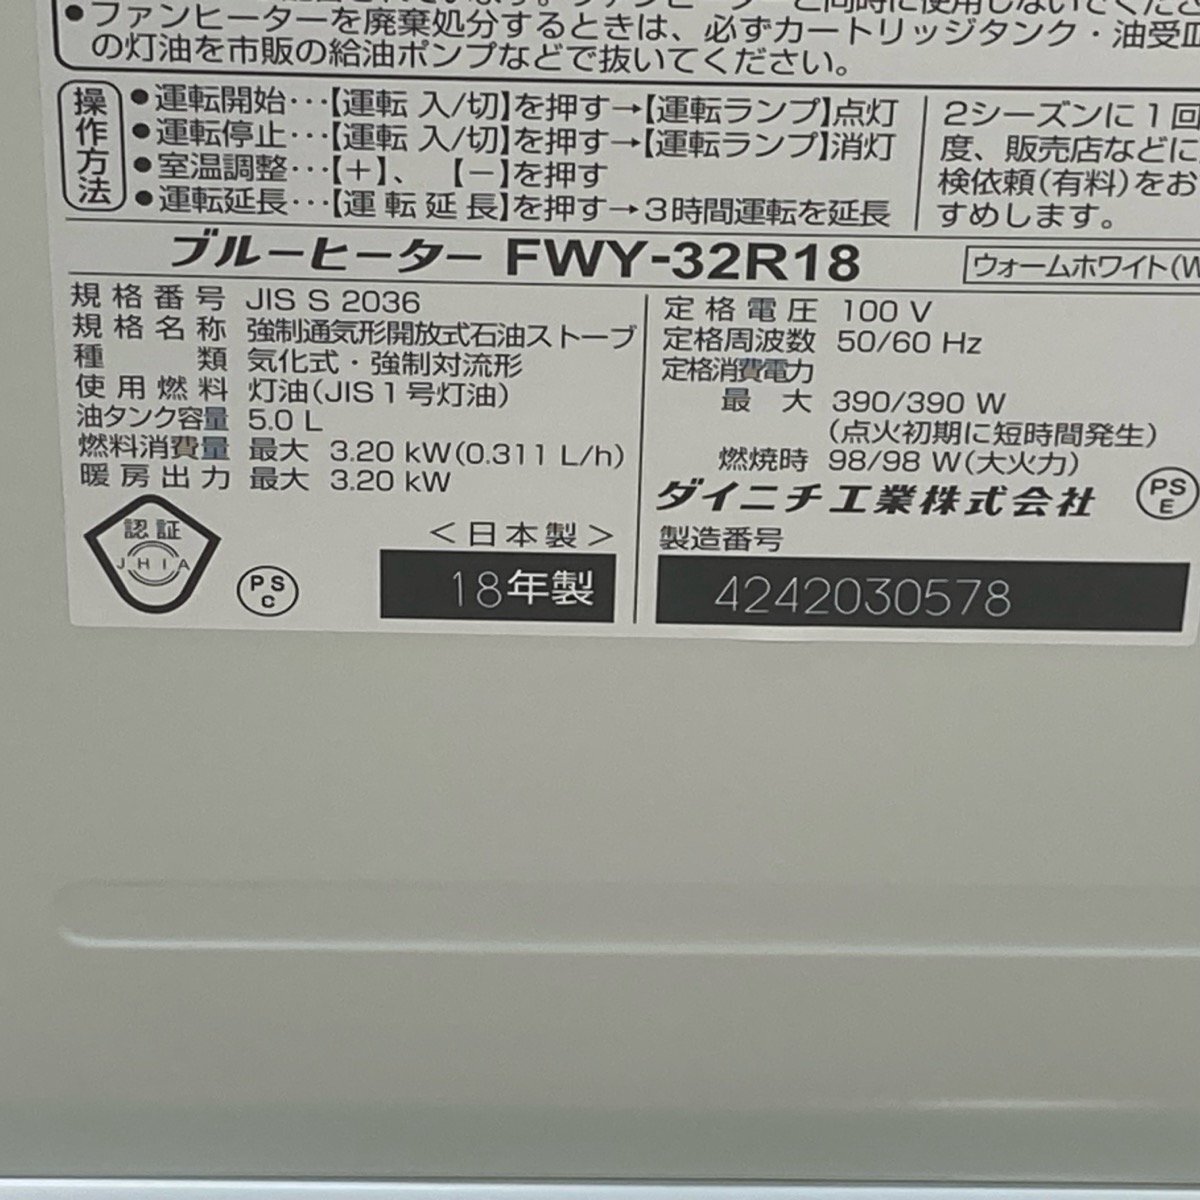 ●ファンヒーターを廃棄処分するときは、必ずカートリッジタンク・油受皿
の灯油を市販の給油ポンプなどで抜いてください。
操作方法
●運転開始…【運転 入/切】を押す→【運転ランプ】点灯
●運転停止…【運転 入/切】を押す→【運転ランプ】消灯
●室温調整…【＋】、【－】を押す
●運転延長…【運転延長】を押す→3時間運転を延長
2シーズンに1回
度、販売店などに
検依頼(有料)をお
すめします。
ブルーヒーター FWY-32R18
ウォームホワイト(W
規格番号 JIS S 2036
規格名称 強制通気形開放式石油ストーブ
種類 気化式・強制対流形
使用燃料 灯油(JIS1号灯油)
油タンク容量 5.0 L
燃料消費量 最大 3.20 kW(0.311 L/h)
暖房出力 最大 3.20 kW
定格電圧 100 V
定格周波数 50/60 Hz
定格消費電力
最大 390/390 W
(点火初期に短時間発生)
燃焼時 98/98 W(大火力)
ダイニチ工業株式会社
PS
E
認証
JHIA
PS
C
<日本製>
18年製
製造番号
4242030578